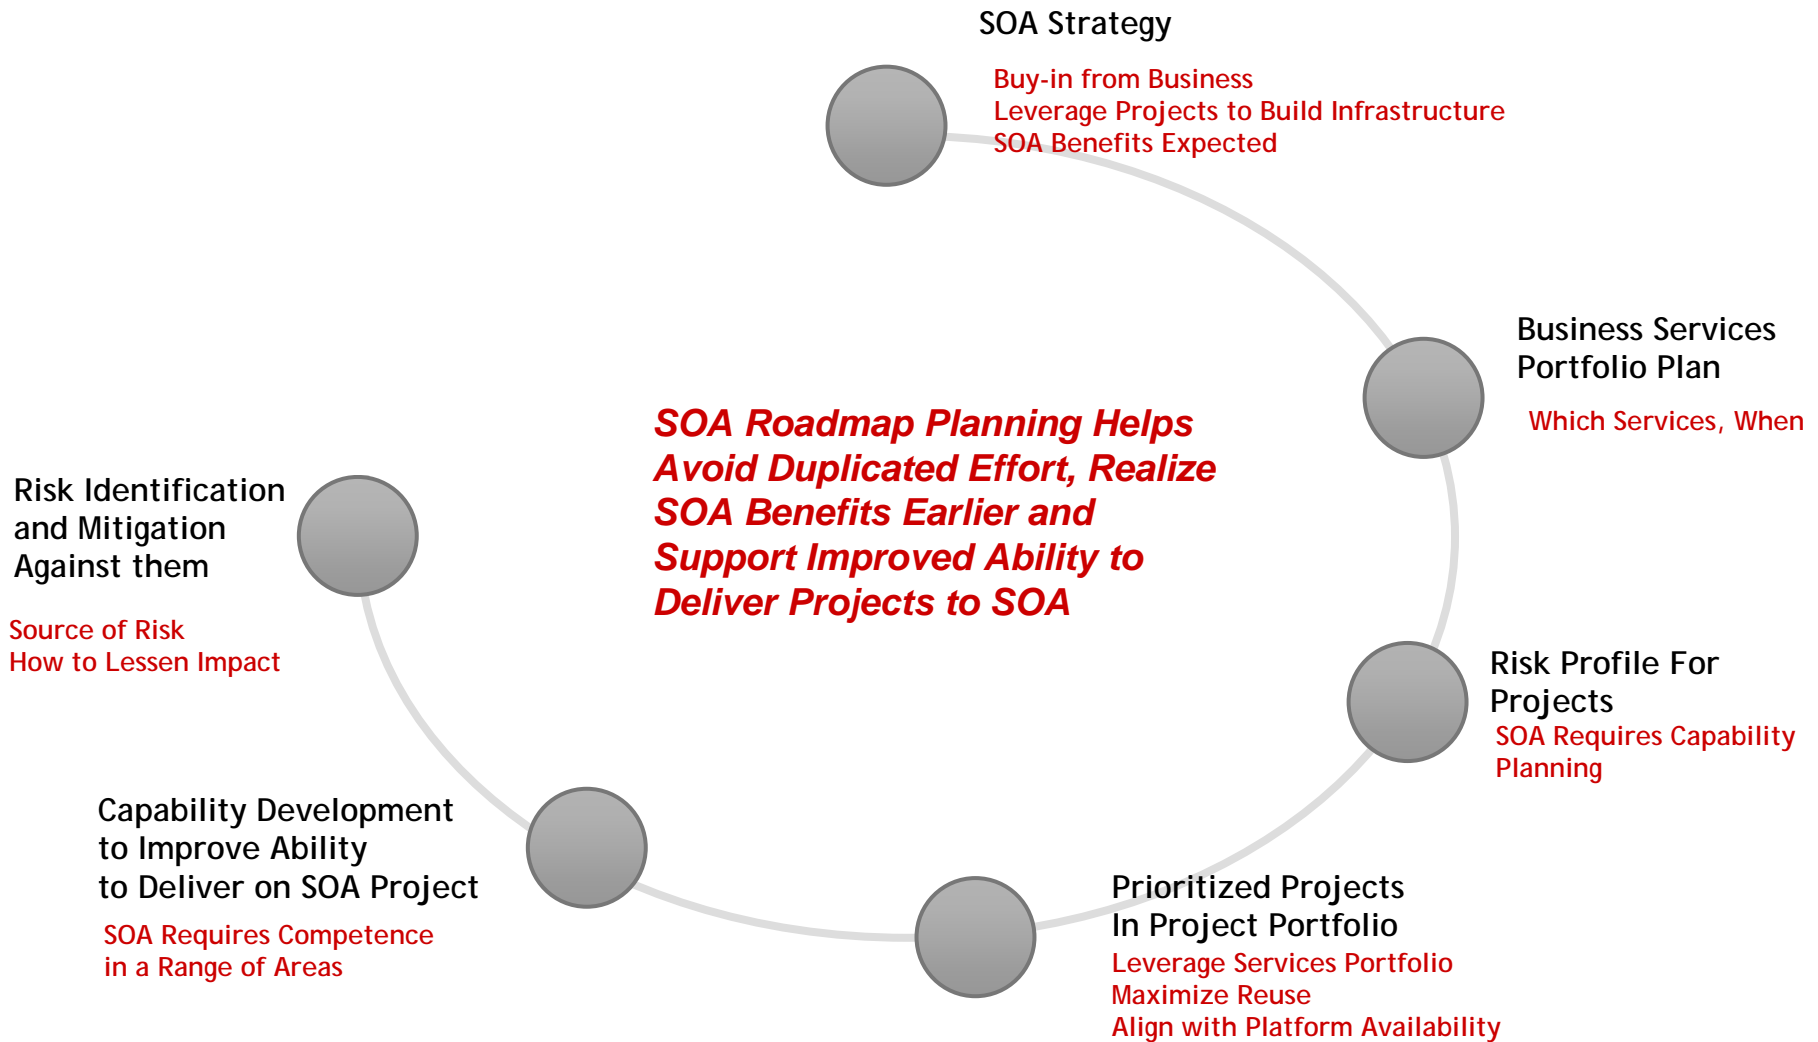 SOA Strategy
Buy-in from Business
Leverage Projects to Build Infrastructure
SOA Benefits Expected
Business Services
Portfolio Plan
Which Services, When
Risk Profile For
Projects
SOA Requires Capability
Planning
Prioritized Projects
In Project Portfolio
Leverage Services Portfolio
Maximize Reuse
Align with Platform Availability
Capability Development
to Improve Ability
to Deliver on SOA Project
SOA Requires Competence
in a Range of Areas
Risk Identification
and Mitigation
Against them
Source of Risk
How to Lessen Impact
SOA Roadmap Planning Helps
Avoid Duplicated Effort, Realize
SOA Benefits Earlier and
Support Improved Ability to
Deliver Projects to SOA